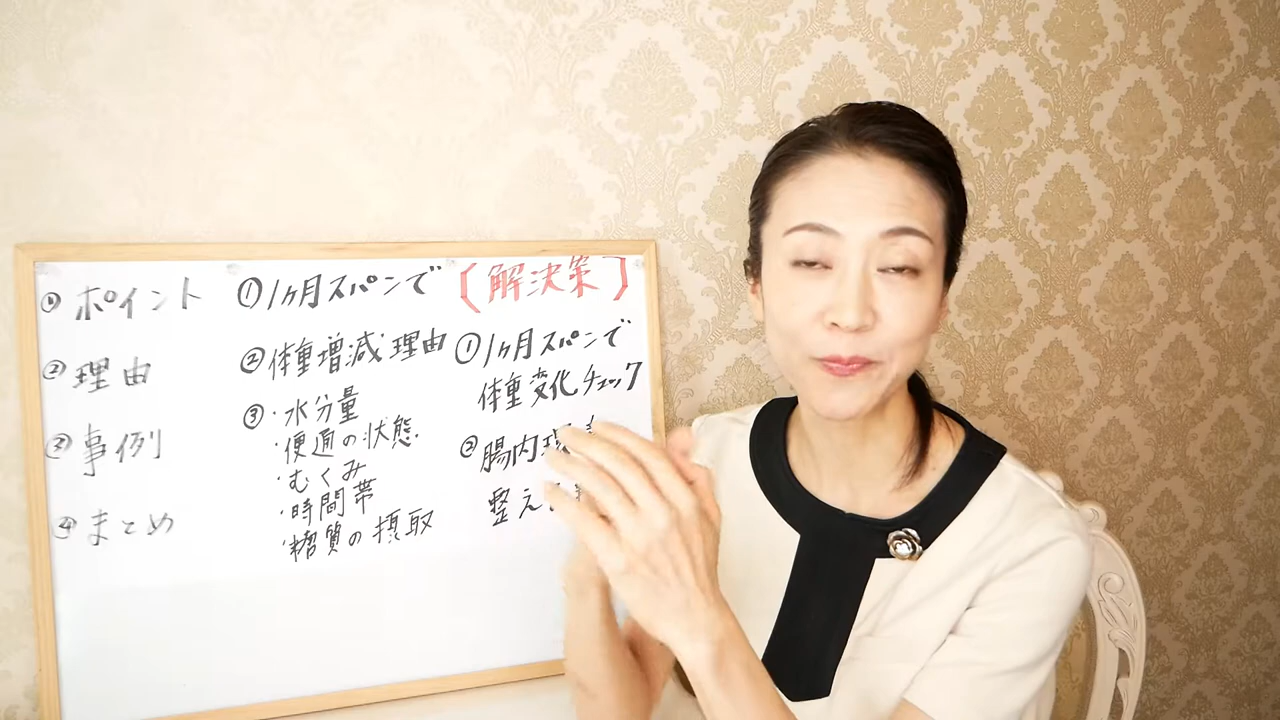 ① ポイント
② 理由
③ 事例
④ まとめ
① 1ヶ月スパンで
② 体重増減理由
③ ・水分量
・便通の状態
・むくみ
・時間帯
・糖質の摂取
【解決策】
① 1ヶ月スパンで
体重変化チェック
② 腸内環
整え